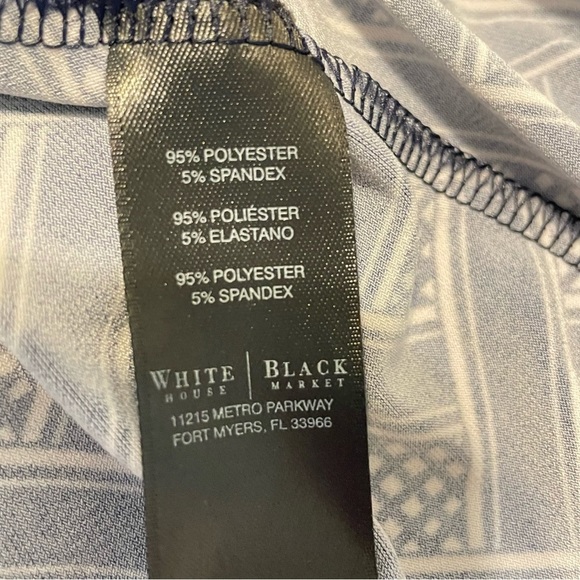 95% POLYESTER
5% SPANDEX
95% POLIÉSTER
5% ELASTANO
95% POLYESTER
5% SPANDEX
WHITE BLACK
HOUSE MARKET
11215 METRO PARKWAY
FORT MYERS, FL 33966